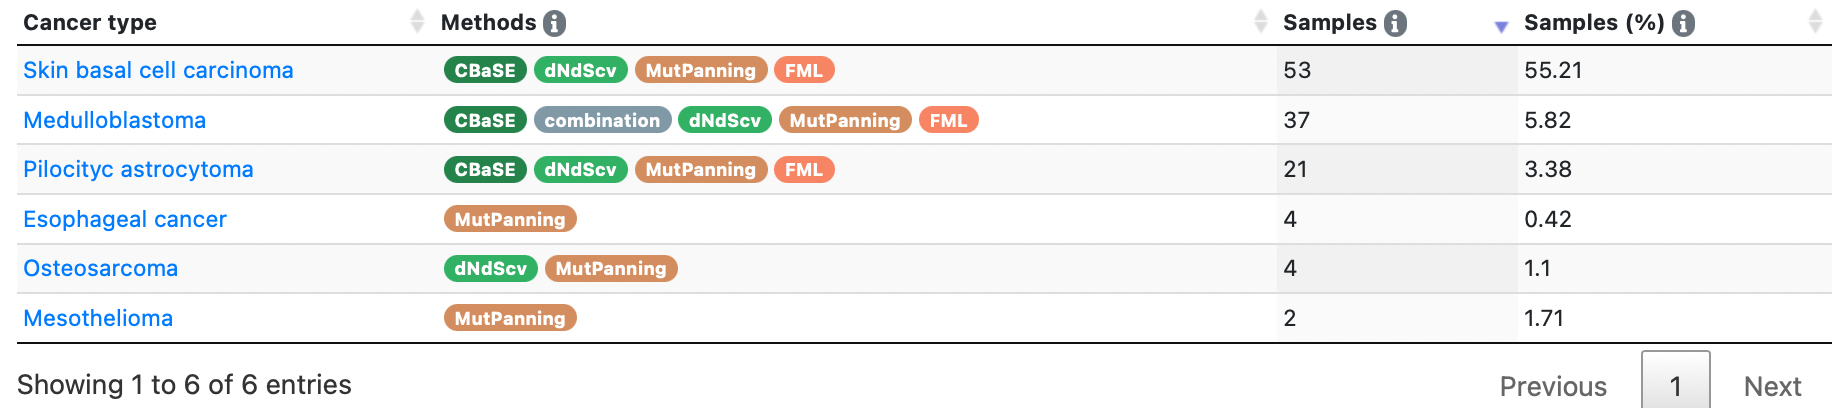 Cancer type Methods Samples Samples (%)
Skin basal cell carcinoma CBaSE dNdScv MutPanning FML 53 55.21
Medulloblastoma CBaSE combination dNdScv MutPanning FML 37 5.82
Pilocityc astrocytoma CBaSE dNdScv MutPanning FML 21 3.38
Esophageal cancer MutPanning 4 0.42
Osteosarcoma dNdScv MutPanning 4 1.1
Mesothelioma MutPanning 2 1.71
Showing 1 to 6 of 6 entries Previous 1 Next